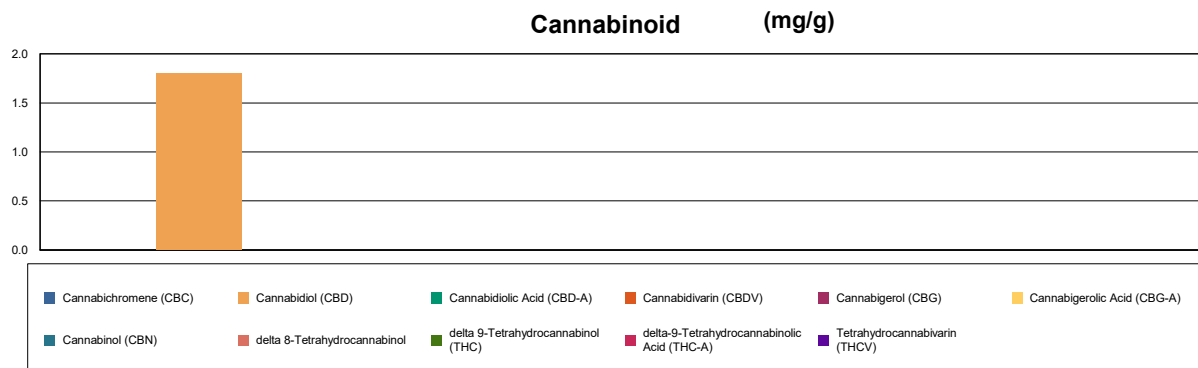 Cannabinoid (mg/g)
2.0
1.5
1.0
0.5
0.0
Cannabichromene (CBC)
Cannabidiol (CBD)
Cannabidiolic Acid (CBD-A)
Cannabidivarin (CBDV)
Cannabigerol (CBG)
Cannabigerolic Acid (CBG-A)
Cannabinol (CBN)
delta 8-Tetrahydrocannabinol
delta 9-Tetrahydrocannabinol
(THC)
delta-9-Tetrahydrocannabinolic
Acid (THC-A)
Tetrahydrocannabivarin
(THCV)